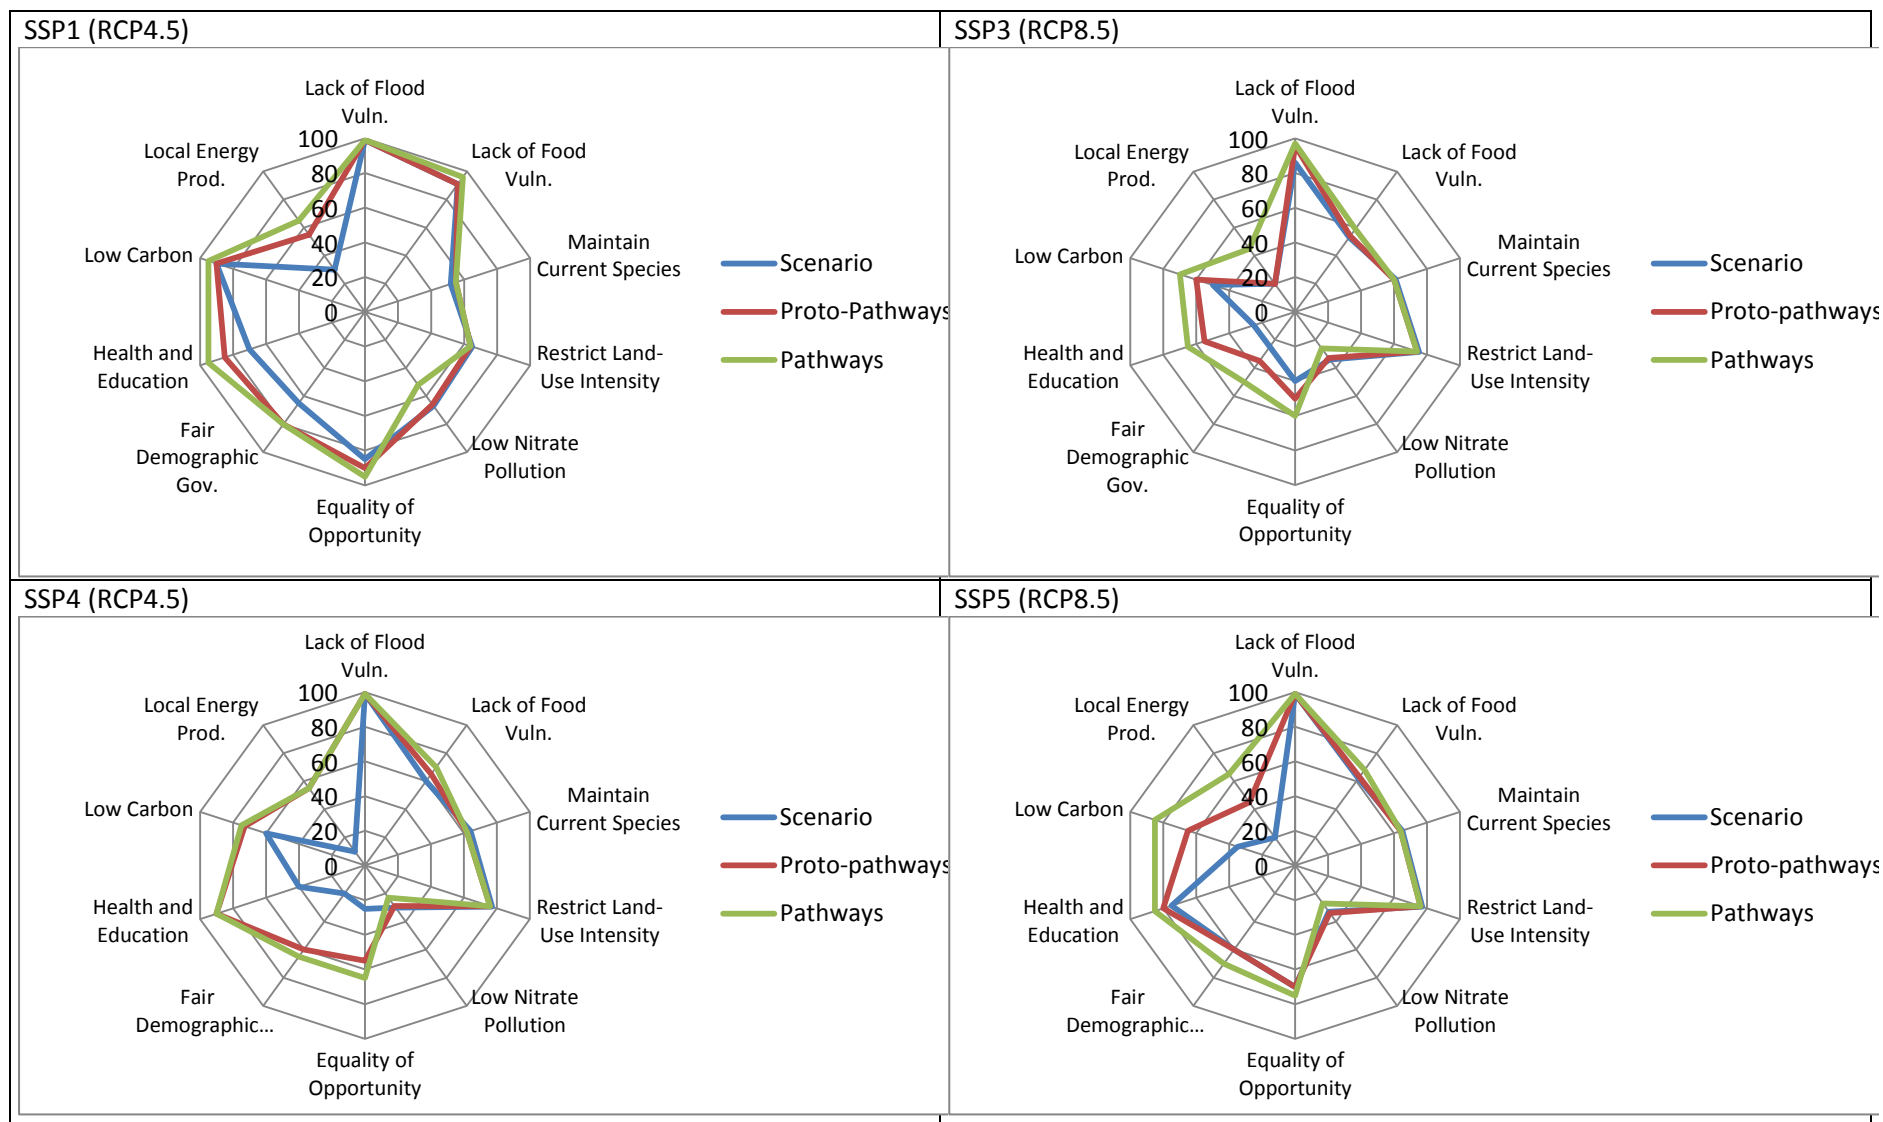 SSP1 (RCP4.5)
Lack of Flood
Vuln.
Lack of Food
Vuln.
Maintain
Current Species
Restrict Land-
Use Intensity
Low Nitrate
Pollution
Equality of
Opportunity
Fair
Demographic
Gov.
Health and
Education
Low Carbon
Local Energy
Prod.
100
80
60
40
20
0
Scenario
Proto-Pathways
Pathways
SSP3 (RCP8.5)
Lack of Flood
Vuln.
Lack of Food
Vuln.
Maintain
Current Species
Restrict Land-
Use Intensity
Low Nitrate
Pollution
Equality of
Opportunity
Fair
Demographic
Gov.
Health and
Education
Low Carbon
Local Energy
Prod.
100
80
60
40
20
0
Scenario
Proto-pathways
Pathways
SSP4 (RCP4.5)
Lack of Flood
Vuln.
Lack of Food
Vuln.
Maintain
Current Species
Restrict Land-
Use Intensity
Low Nitrate
Pollution
Equality of
Opportunity
Fair
Demographic...
Health and
Education
Low Carbon
Local Energy
Prod.
100
80
60
40
20
0
Scenario
Proto-pathways
Pathways
SSP5 (RCP8.5)
Lack of Flood
Vuln.
Lack of Food
Vuln.
Maintain
Current Species
Restrict Land-
Use Intensity
Low Nitrate
Pollution
Equality of
Opportunity
Fair
Demographic...
Health and
Education
Low Carbon
Local Energy
Prod.
100
80
60
40
20
0
Scenario
Proto-pathways
Pathways